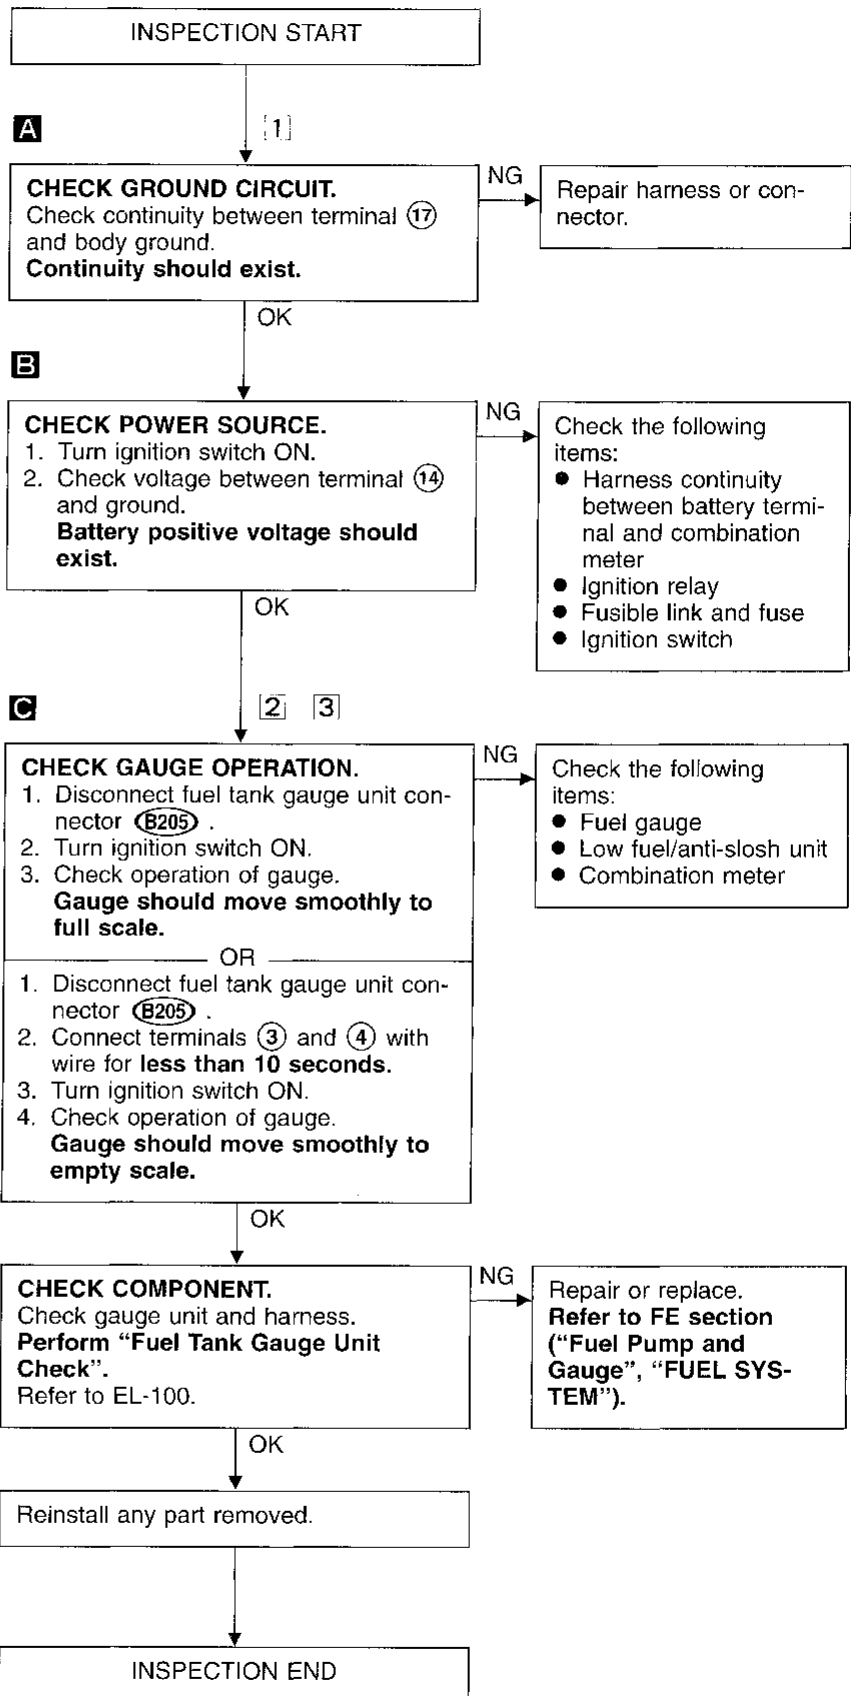 INSPECTION START
A
1
CHECK GROUND CIRCUIT.
Check continuity between terminal 17
and body ground.
Continuity should exist.
NG
Repair harness or con-
nector.
OK
B
CHECK POWER SOURCE.
1. Turn ignition switch ON.
2. Check voltage between terminal 14
and ground.
Battery positive voltage should
exist.
NG
Check the following
items:
● Harness continuity
between battery termi-
nal and combination
meter
● Ignition relay
● Fusible link and fuse
● Ignition switch
OK
C
2 3
CHECK GAUGE OPERATION.
1. Disconnect fuel tank gauge unit con-
nector B205 .
2. Turn ignition switch ON.
3. Check operation of gauge.
Gauge should move smoothly to
full scale.
OR
1. Disconnect fuel tank gauge unit con-
nector B205 .
2. Connect terminals 3 and 4 with
wire for less than 10 seconds.
3. Turn ignition switch ON.
4. Check operation of gauge.
Gauge should move smoothly to
empty scale.
NG
Check the following
items:
● Fuel gauge
● Low fuel/anti-slosh unit
● Combination meter
OK
CHECK COMPONENT.
Check gauge unit and harness.
Perform “Fuel Tank Gauge Unit
Check”.
Refer to EL-100.
NG
Repair or replace.
Refer to FE section
(“Fuel Pump and
Gauge”, “FUEL SYS-
TEM”).
OK
Reinstall any part removed.
INSPECTION END